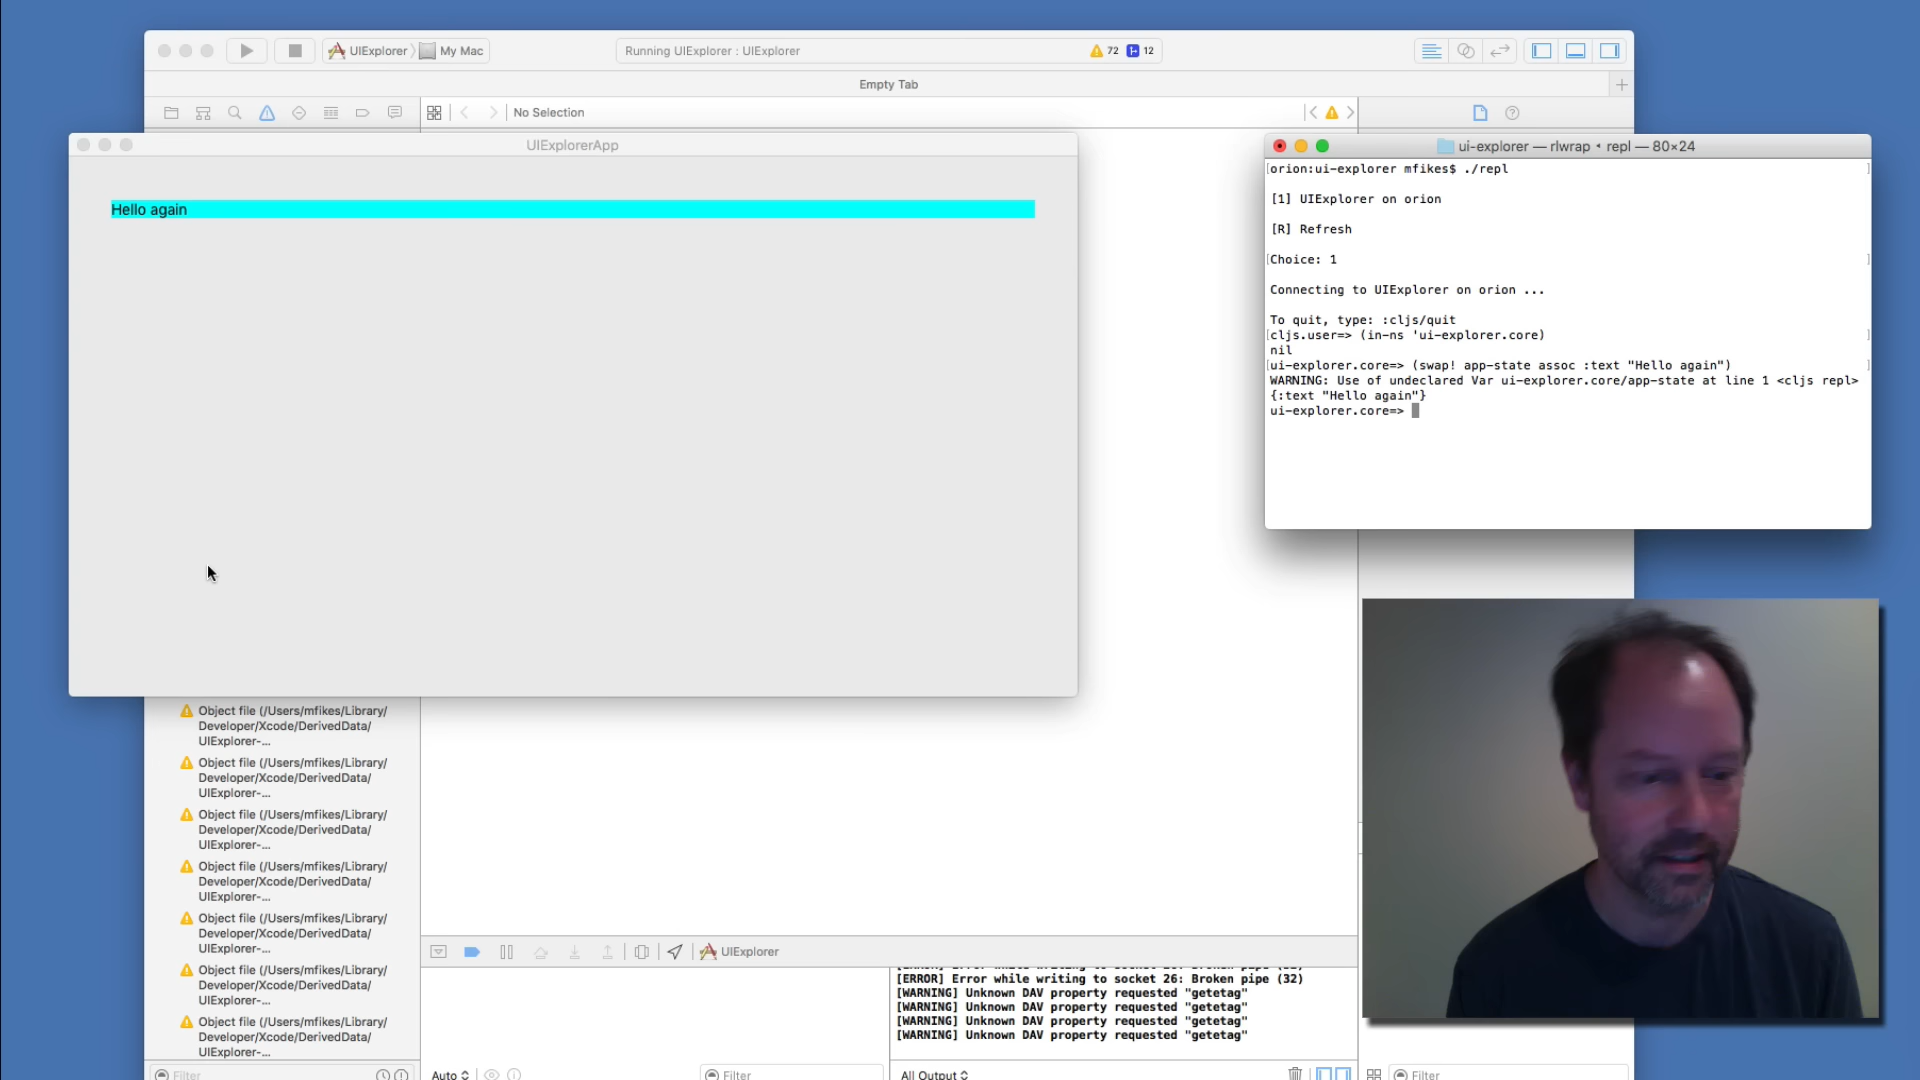 UIExplorer
My Mac
Running UIExplorer : UIExplorer
72
12
Empty Tab
No Selection
UIExplorerApp
Hello again
ui-explorer — rlwrap ‹ repl — 80×24
orion:ui-explorer mfikes$ ./repl
[1] UIExplorer on orion
[R] Refresh
Choice: 1
Connecting to UIExplorer on orion ...
To quit, type: :cljs/quit
cljs.user=> (in-ns 'ui-explorer.core)
nil
ui-explorer.core=> (swap! app-state assoc :text "Hello again")
WARNING: Use of undeclared Var ui-explorer.core/app-state at line 1 <cljs repl>
{:text "Hello again"}
ui-explorer.core=>
Object file (/Users/mfikes/Library/
Developer/Xcode/DerivedData/
UIExplorer-...
Object file (/Users/mfikes/Library/
Developer/Xcode/DerivedData/
UIExplorer-...
Object file (/Users/mfikes/Library/
Developer/Xcode/DerivedData/
UIExplorer-...
Object file (/Users/mfikes/Library/
Developer/Xcode/DerivedData/
UIExplorer-...
Object file (/Users/mfikes/Library/
Developer/Xcode/DerivedData/
UIExplorer-...
Object file (/Users/mfikes/Library/
Developer/Xcode/DerivedData/
UIExplorer-...
Object file (/Users/mfikes/Library/
Developer/Xcode/DerivedData/
UIExplorer-...
Filter
UIExplorer
[ERROR] Error while writing to socket 26: Broken pipe (32)
[WARNING] Unknown DAV property requested "getetag"
[WARNING] Unknown DAV property requested "getetag"
[WARNING] Unknown DAV property requested "getetag"
[WARNING] Unknown DAV property requested "getetag"
Auto
Filter
All Output
Filter